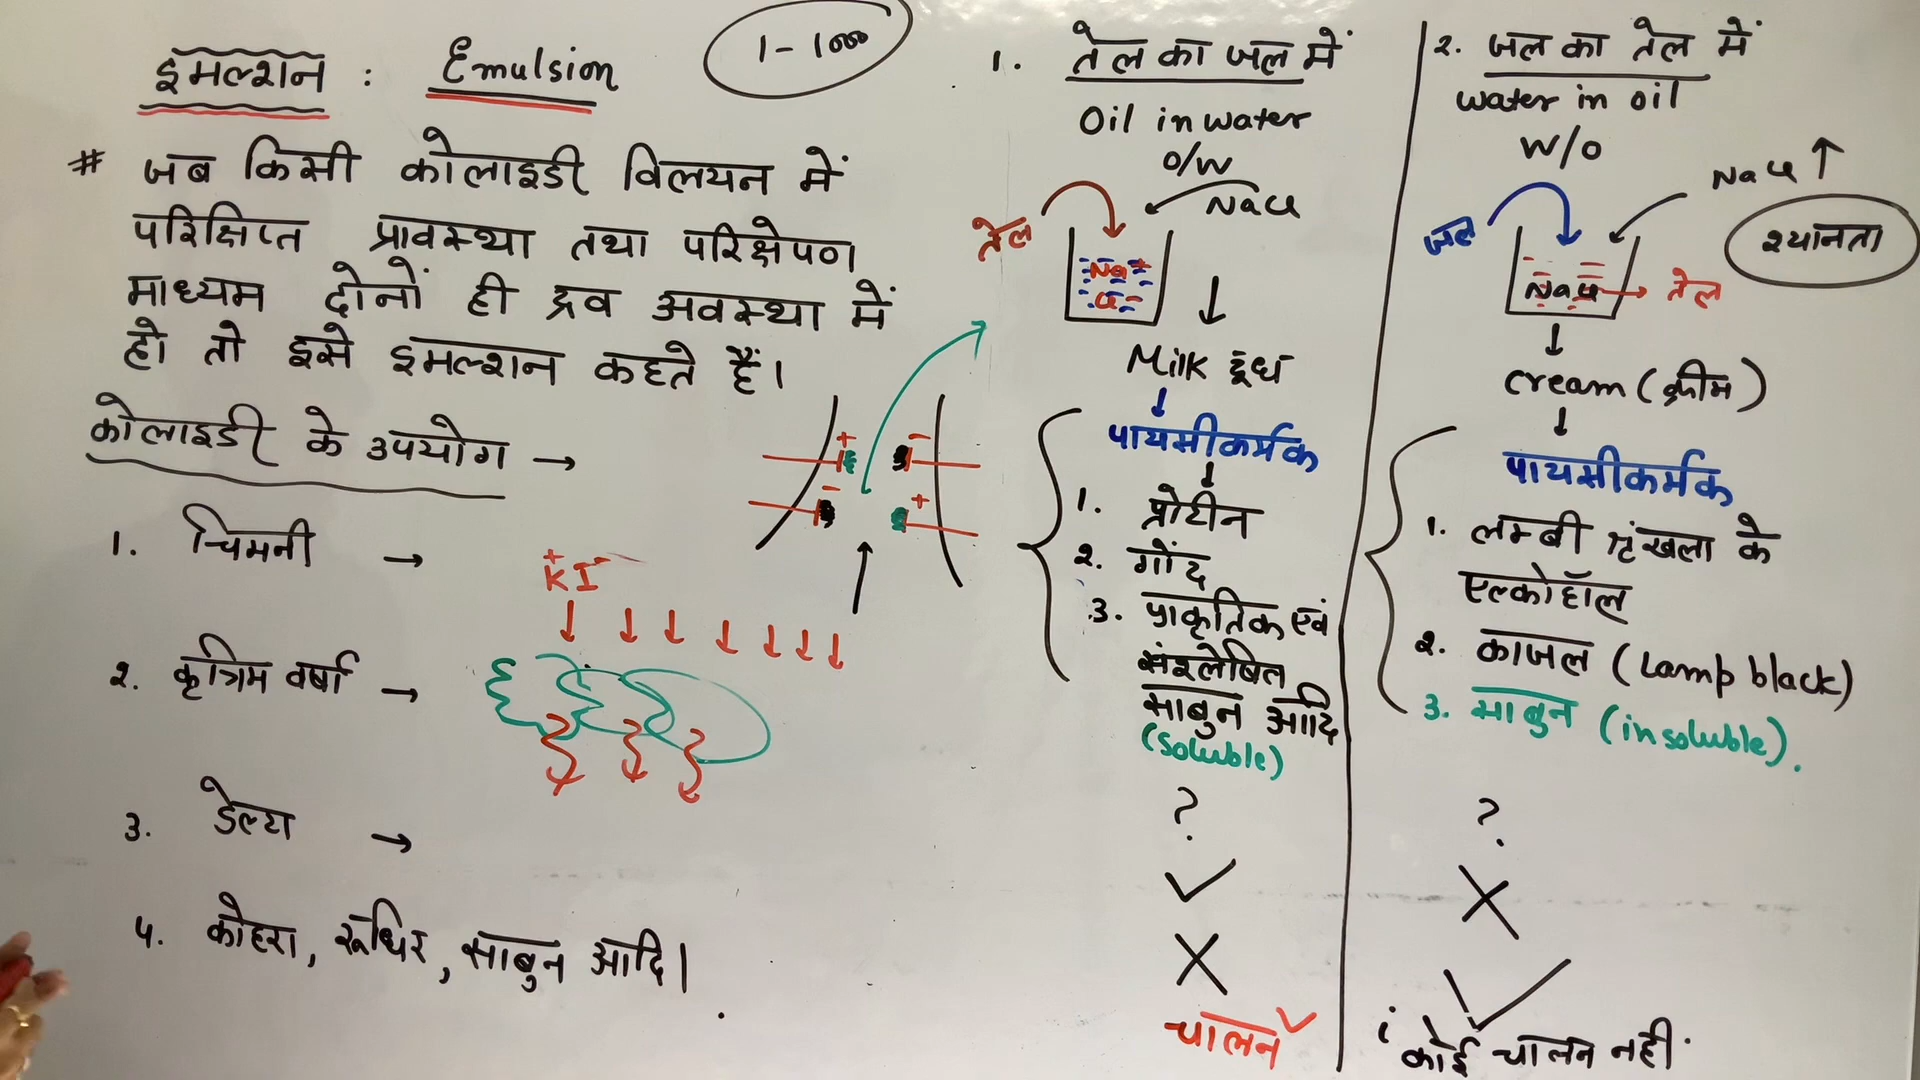 इमल्शन : Emulsion
1 - 1000
# जब किसी कोलाइडी विलयन में
परिक्षिप्त प्रावस्था तथा परिक्षेपण
माध्यम दोनों ही द्रव अवस्था में
हो तो इसे इमल्शन कहते हैं।
कोलाइडी के उपयोग →
1. चिमनी →
+ -
- +
2. कृत्रिम वर्षा →
K+ I-
3. डेल्टा →
4. कोहरा, रूधिर, साबुन आदि।
1. तेल का जल में
Oil in water
O/W
तेल
NaCl
Na+
Cl-
Milk दूध
↓
पायसीकर्मक
↓
1. प्रोटीन
2. गोंद
3. प्राकृतिक एवं
संश्लेषित
साबुन आदि
(soluble)
?
✓
X
चालन ✓
2. जल का तेल में
water in oil
W/O
NaCl ↑
श्यानता
जल
NaCl → तेल
↓
cream (क्रीम)
↓
पायसीकर्मक
1. लम्बी श्रृंखला के
एल्कोहॉल
2. काजल (Lamp black)
3. साबुन (insoluble).
?
X
✓
कोई चालन नही.